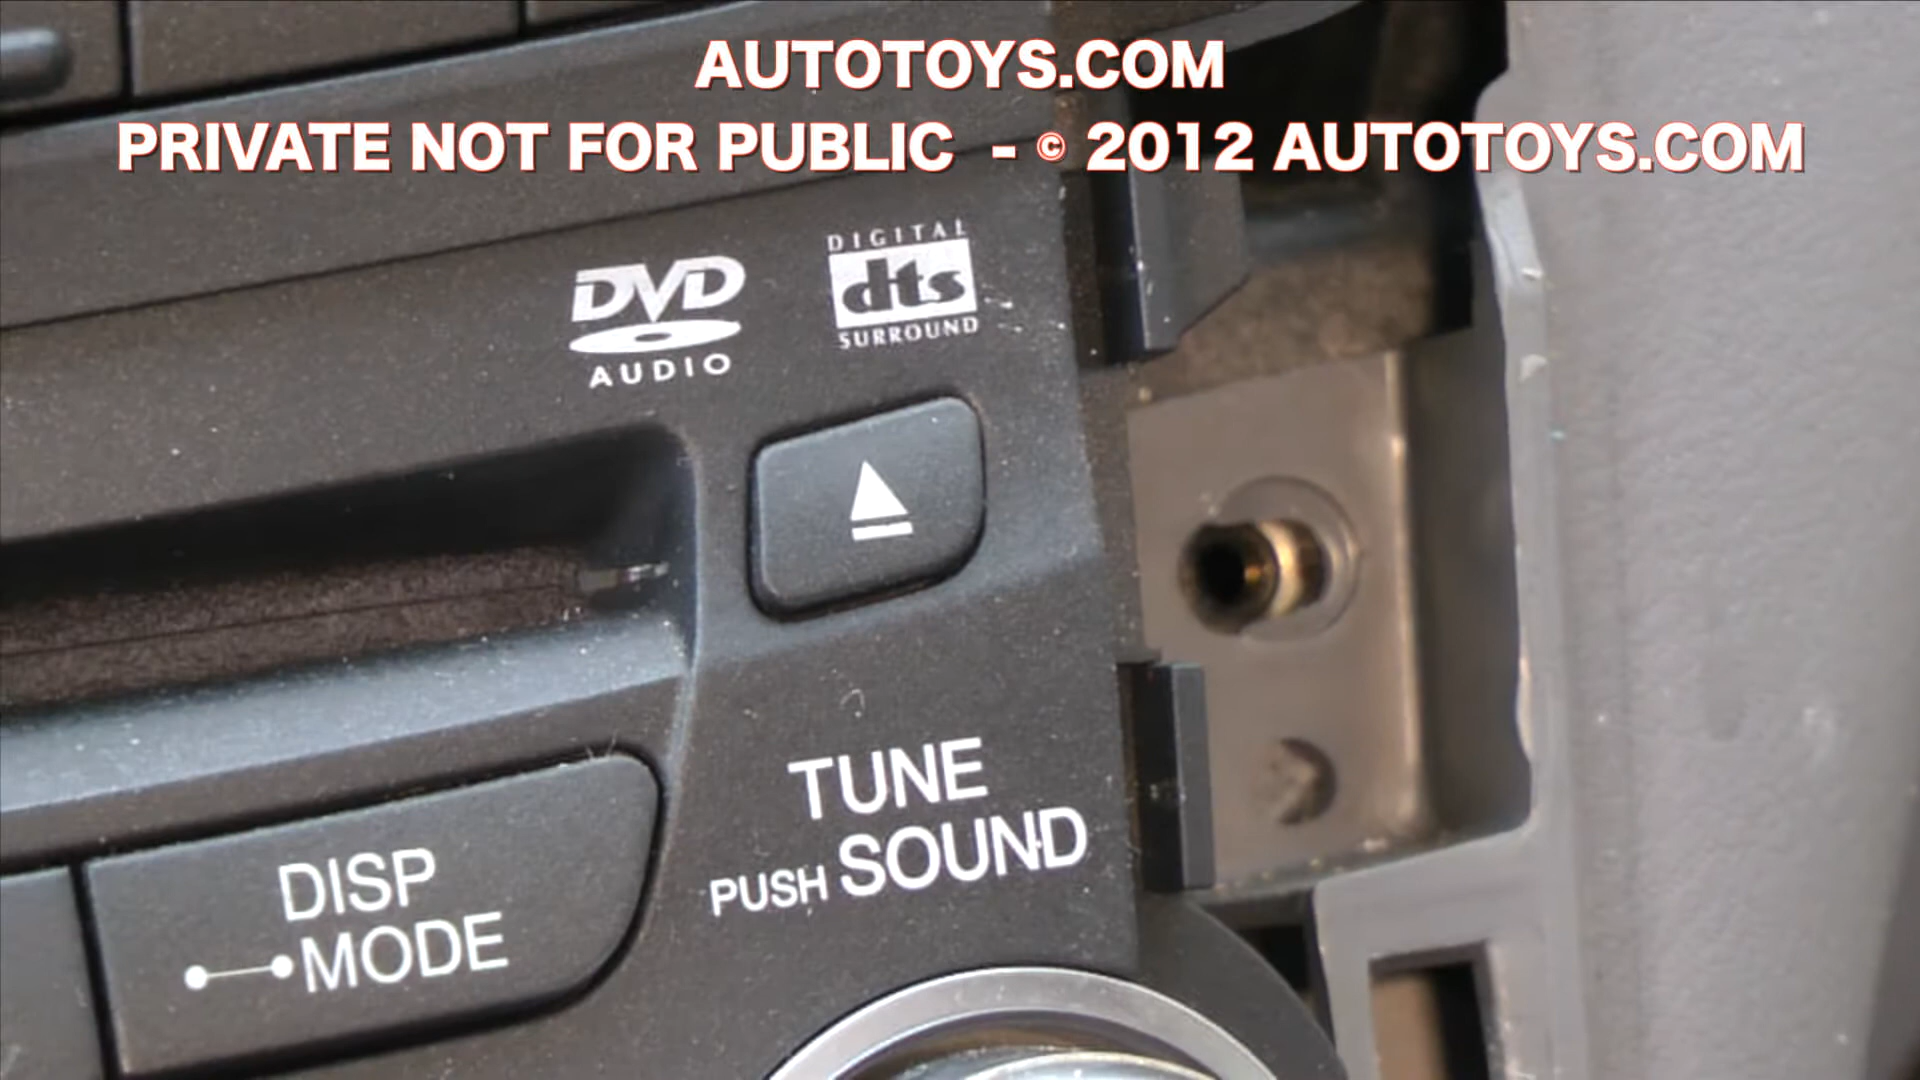 AUTOTOYS.COM
PRIVATE NOT FOR PUBLIC - © 2012 AUTOTOYS.COM
DVD
AUDIO
DIGITAL
dts
SURROUND
TUNE
PUSH SOUND
DISP
MODE